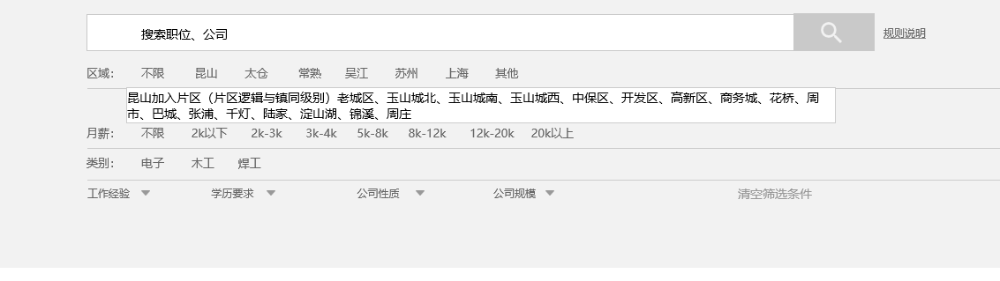 搜索职位、公司
规则说明
区域： 不限 昆山 太仓 常熟 吴江 苏州 上海 其他
昆山加入片区（片区逻辑与镇同级别）老城区、玉山城北、玉山城南、玉山城西、中保区、开发区、高新区、商务城、花桥、周
市、巴城、张浦、千灯、陆家、淀山湖、锦溪、周庄
月薪： 不限 2k以下 2k-3k 3k-4k 5k-8k 8k-12k 12k-20k 20k以上
类别： 电子 木工 焊工
工作经验 学历要求 公司性质 公司规模 清空筛选条件